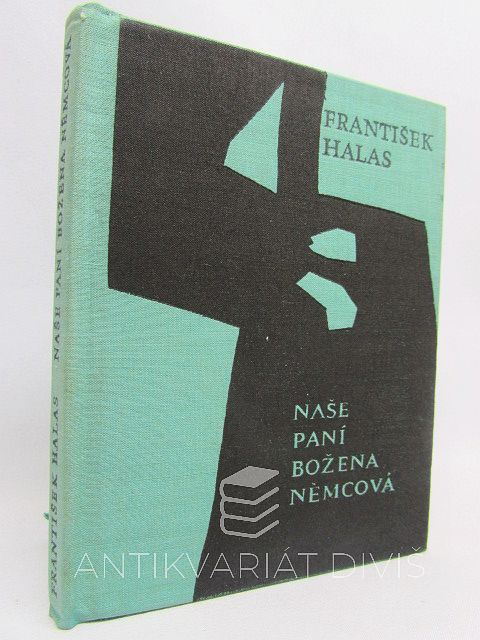 FRANTIŠEK
HALAS
NAŠE
PANÍ
BOŽENA
NĚMCOVÁ
FRANTIŠEK HALAS NAŠE PANÍ BOŽENA NĚMCOVÁ
ANTIKVARIÁT DIVIŠ